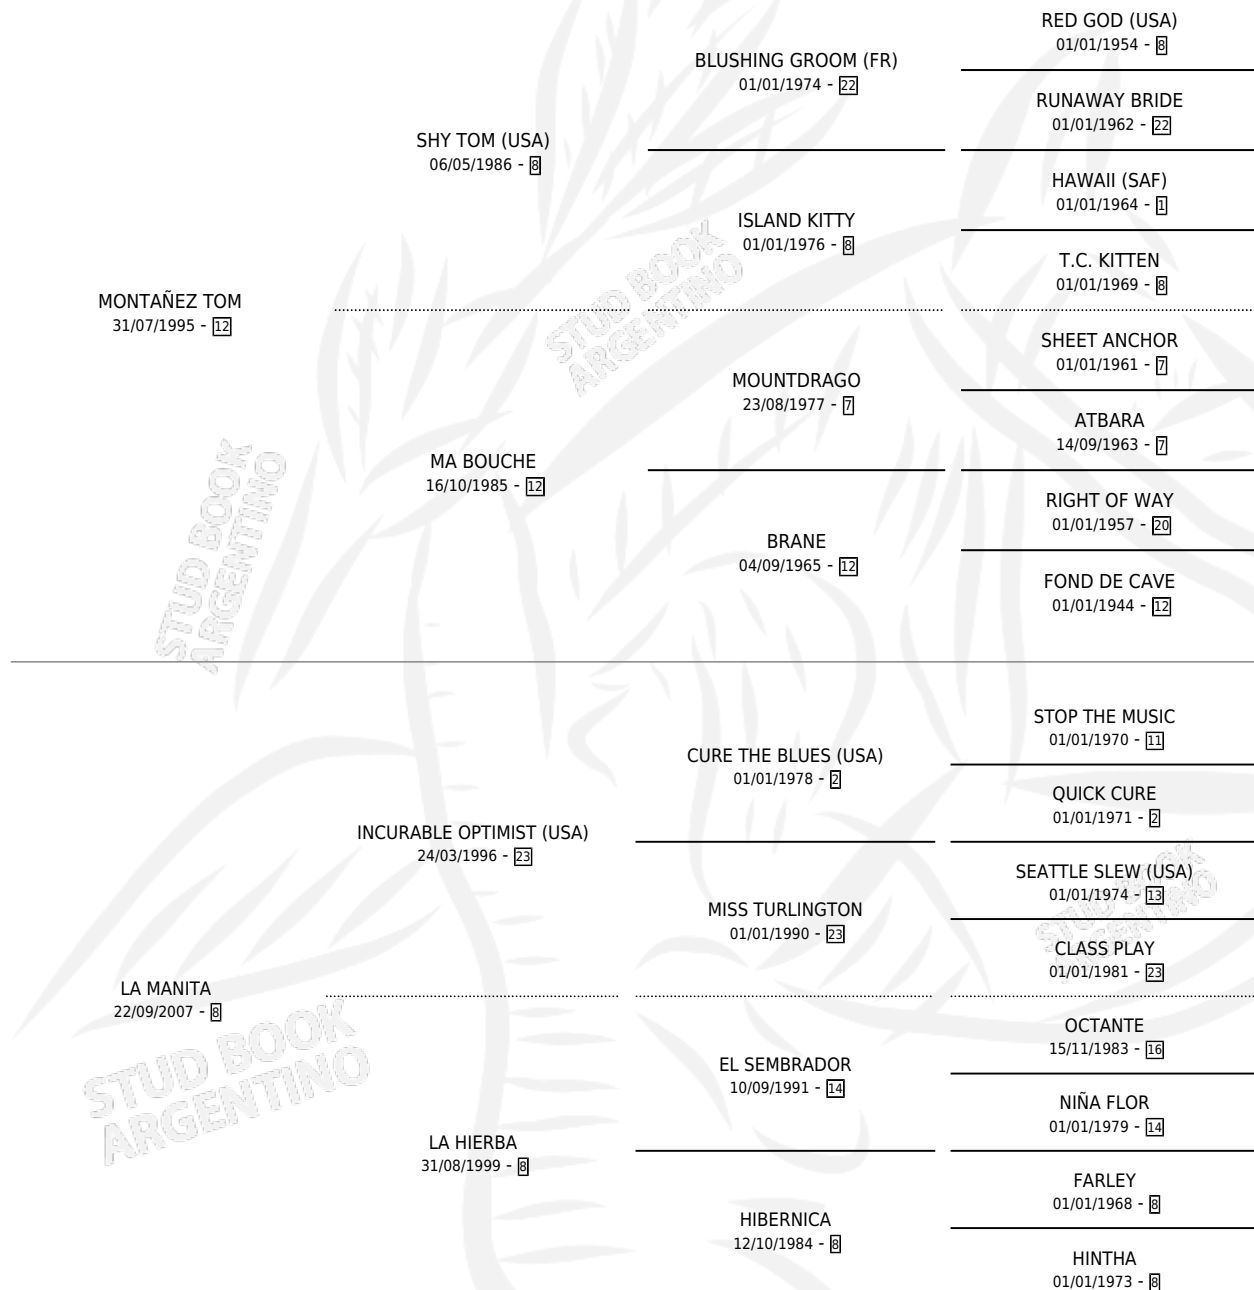 RED GOD (USA)
01/01/1954 - 8
BLUSHING GROOM (FR)
01/01/1974 - 22
RUNAWAY BRIDE
01/01/1962 - 22
SHY TOM (USA)
06/05/1986 - 8
HAWAII (SAF)
01/01/1964 - 1
ISLAND KITTY
01/01/1976 - 8
T.C. KITTEN
01/01/1969 - 8
MONTAÑEZ TOM
31/07/1995 - 12
STUD BOOK
ARGENTINO
SHEET ANCHOR
01/01/1961 - 7
MOUNTDRAGO
23/08/1977 - 7
ATBARA
14/09/1963 - 7
MA BOUCHE
16/10/1985 - 12
RIGHT OF WAY
01/01/1957 - 20
BRANE
04/09/1965 - 12
FOND DE CAVE
01/01/1944 - 12
STUD BOOK
ARGENTINO
STOP THE MUSIC
01/01/1970 - 11
CURE THE BLUES (USA)
01/01/1978 - 2
QUICK CURE
01/01/1971 - 2
INCURABLE OPTIMIST (USA)
24/03/1996 - 23
SEATTLE SLEW (USA)
01/01/1974 - 13
MISS TURLINGTON
01/01/1990 - 23
STUD BOOK
ARGENTINO
CLASS PLAY
01/01/1981 - 23
LA MANITA
22/09/2007 - 8
STUD BOOK
ARGENTINO
OCTANTE
15/11/1983 - 16
EL SEMBRADOR
10/09/1991 - 14
NIÑA FLOR
01/01/1979 - 14
LA HIERBA
31/08/1999 - 8
FARLEY
01/01/1968 - 8
HIBERNICA
12/10/1984 - 8
HINTHA
01/01/1973 - 8